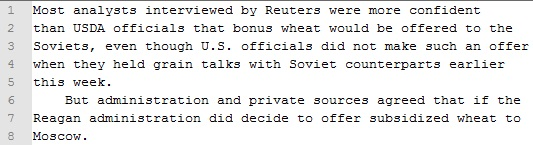 1 Most analysts interviewed by Reuters were more confident
2 than USDA officials that bonus wheat would be offered to the
3 Soviets, even though U.S. officials did not make such an offer
4 when they held grain talks with Soviet counterparts earlier
5 this week.
6     But administration and private sources agreed that if the
7 Reagan administration did decide to offer subsidized wheat to
8 Moscow.